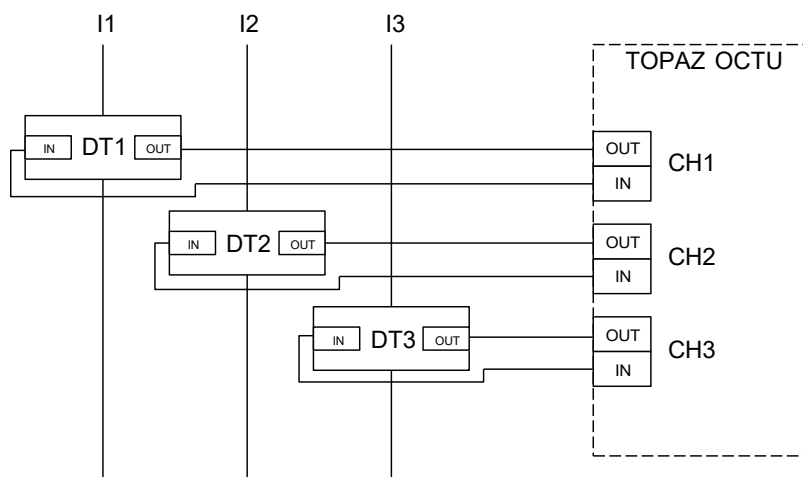 I1 I2 I3
TOPAZ OCTU
IN DT1 OUT
OUT
IN
CH1
IN DT2 OUT
OUT
IN
CH2
IN DT3 OUT
OUT
IN
CH3